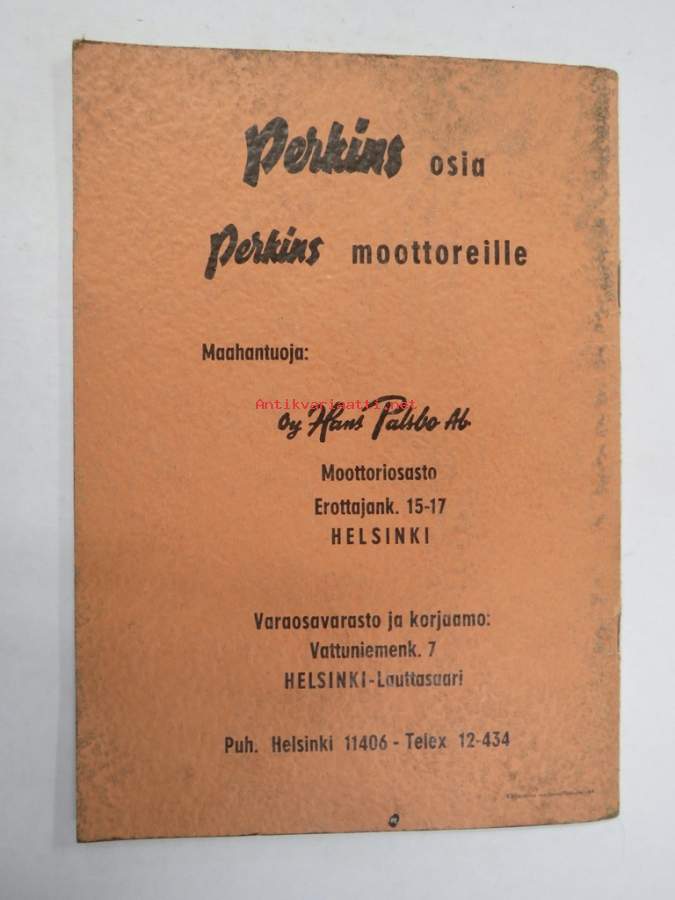 Perkins osia
Perkins moottoreille
Maahantuoja:
Antikvariaatti.net
Oy Hans Palsbo Ab
Moottoriosasto
Erottajank. 15-17
HELSINKI
Varaosavarasto ja korjaamo:
Vattuniemenk. 7
HELSINKI-Lauttasaari
Puh. Helsinki 11406 - Telex 12-434